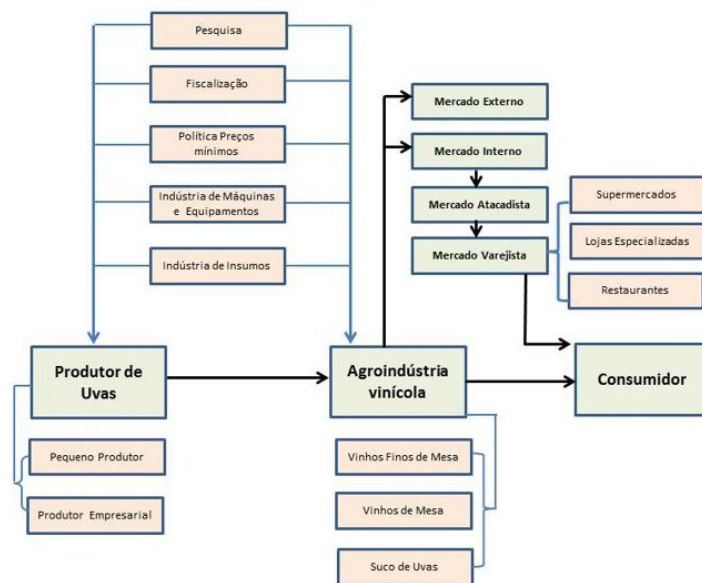 Pesquisa
Fiscalização
Política Preços
mínimos
Indústria de Máquinas
e Equipamentos
Indústria de Insumos
Mercado Externo
Mercado Interno
Mercado Atacadista
Mercado Varejista
Supermercados
Lojas Especializadas
Restaurantes
Produtor de
Uvas
Agroindústria
vinícola
Consumidor
Pequeno Produtor
Produtor Empresarial
Vinhos Finos de Mesa
Vinhos de Mesa
Suco de Uvas